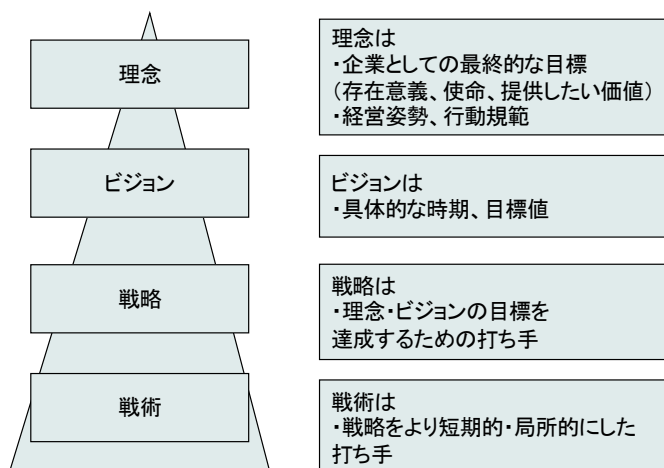 理念
理念は
・企業としての最終的な目標
(存在意義、使命、提供したい価値)
・経営姿勢、行動規範
ビジョン
ビジョンは
・具体的な時期、目標値
戦略
戦略は
・理念・ビジョンの目標を
達成するための打ち手
戦術
戦術は
・戦略をより短期的・局所的にした
打ち手